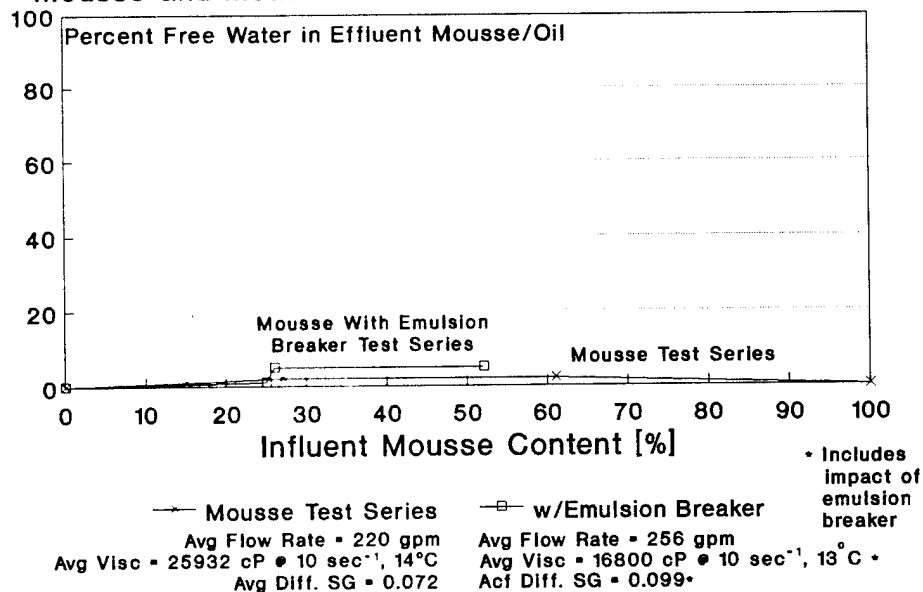 100
Percent Free Water in Effluent Mousse/Oil
80
60
40
20
0
Mousse With Emulsion
Breaker Test Series
Mousse Test Series
0 10 20 30 40 50 60 70 80 90 100
Influent Mousse Content [%]
* Includes
impact of
emulsion
breaker
Mousse Test Series
Avg Flow Rate = 220 gpm
Avg Visc = 25932 cP @ 10 sec⁻¹, 14°C
Avg Diff. SG = 0.072
w/Emulsion Breaker
Avg Flow Rate = 256 gpm
Avg Visc = 16800 cP @ 10 sec⁻¹, 13°C *
Act Diff. SG = 0.099*